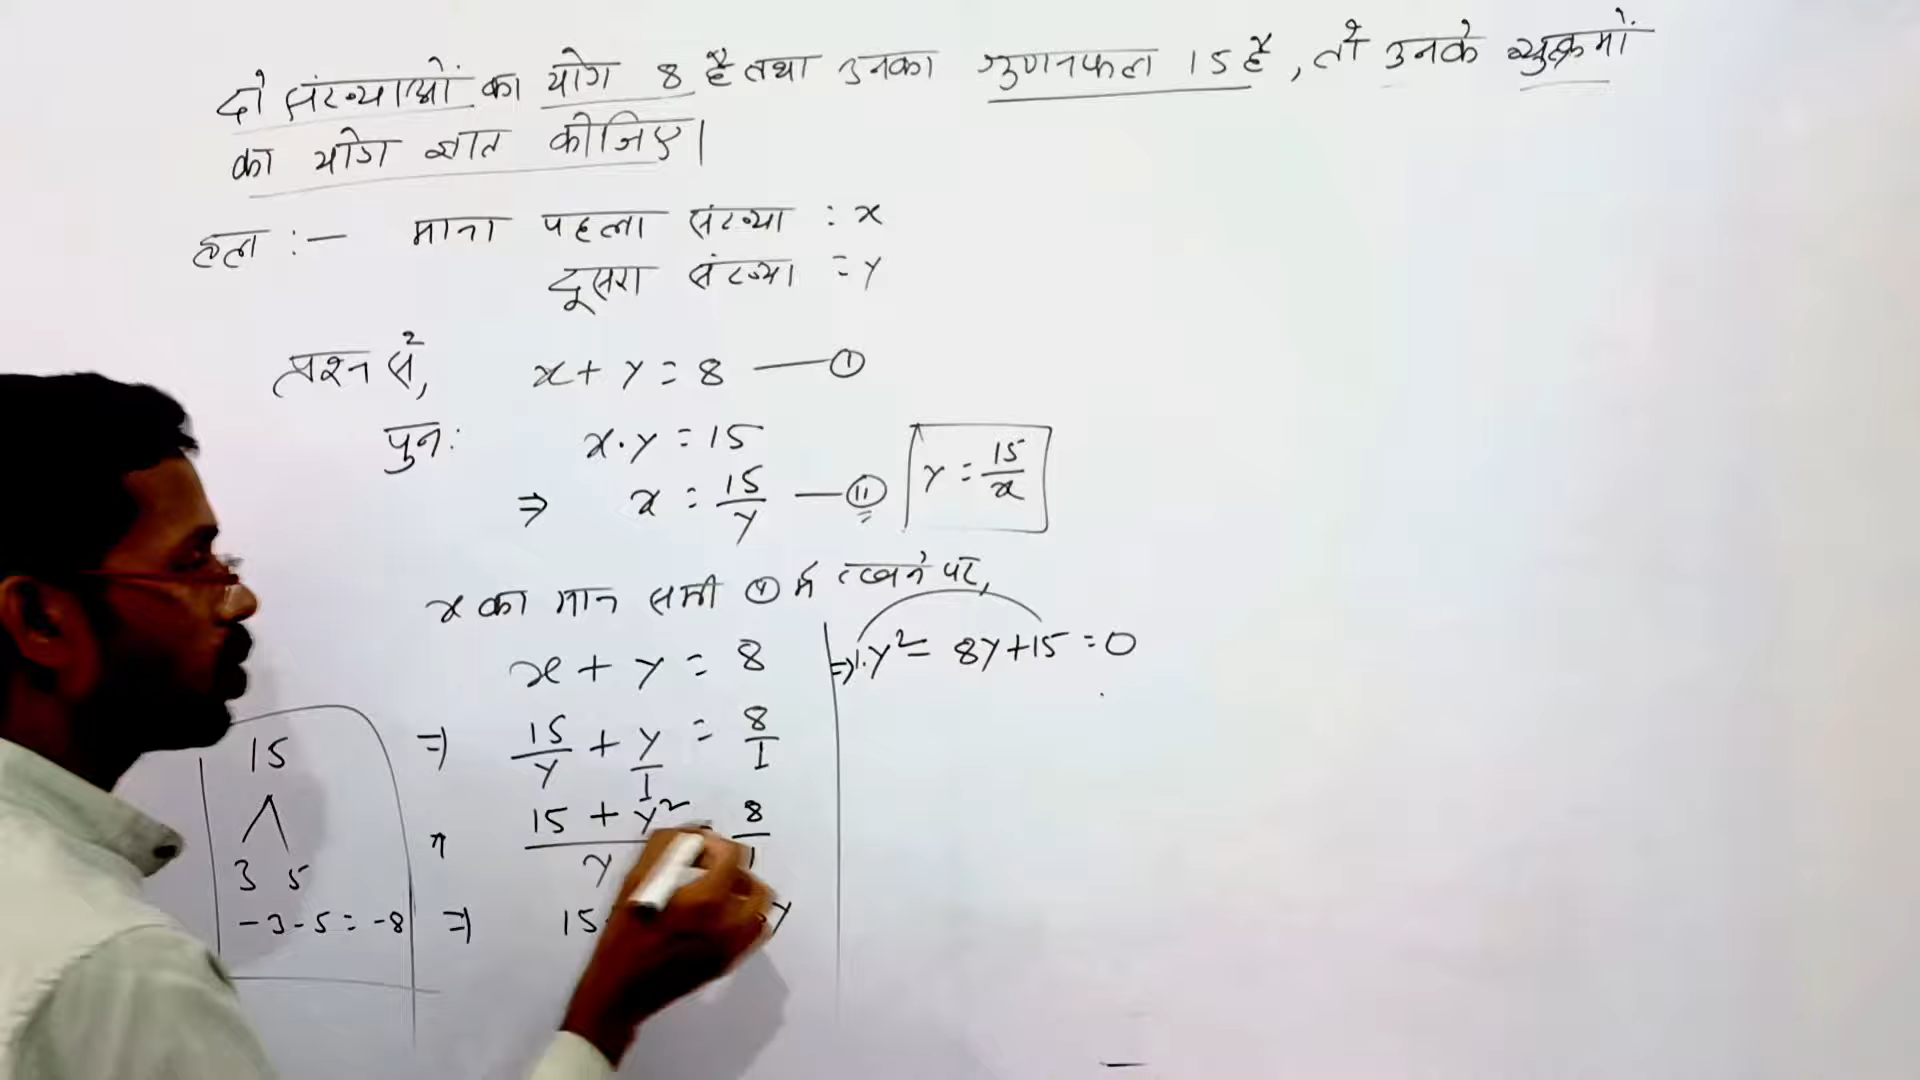 दो संख्याओं का योग 8 है तथा उनका गुणनफल 15 है, तो उनके व्युत्क्रमों
का योग ज्ञात कीजिए।
हल :- माना पहला संख्या : x
दूसरा संख्या = y
प्रश्न से, x + y = 8 — (i)
पुनः x · y = 15
⇒ x = 15/y — (ii) y = 15/x
x का मान समी (i) में रखने पर,
x + y = 8
⇒ 15/y + y/1 = 8/1
15 + y²/y = 8/1
⇒ 15
⇒ 1·y² = 8y + 15 = 0
15
3 5
-3-5 = -8